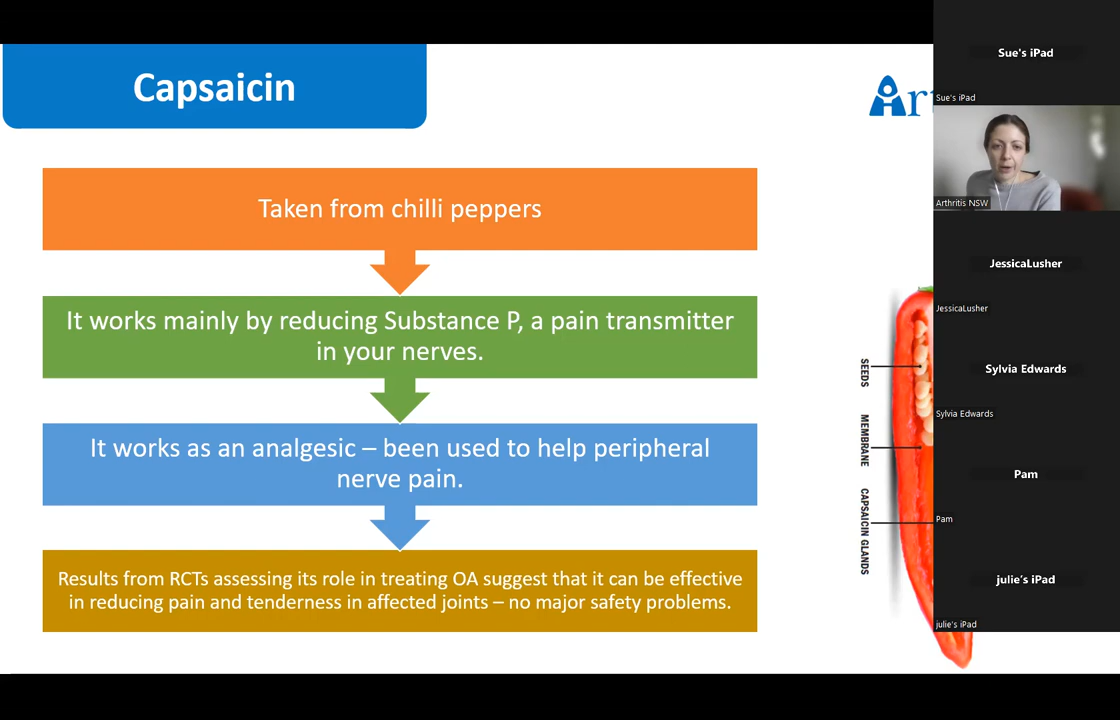 Capsaicin
Taken from chilli peppers
It works mainly by reducing Substance P, a pain transmitter
in your nerves.
It works as an analgesic – been used to help peripheral
nerve pain.
Results from RCTs assessing its role in treating OA suggest that it can be effective
in reducing pain and tenderness in affected joints – no major safety problems.
Art
SEEDS
MEMBRANE
CAPSAICIN GLANDS
Sue's iPad
Sue's iPad
Arthritis NSW
JessicaLusher
JessicaLusher
Sylvia Edwards
Sylvia Edwards
Pam
Pam
julie's iPad
julie's iPad